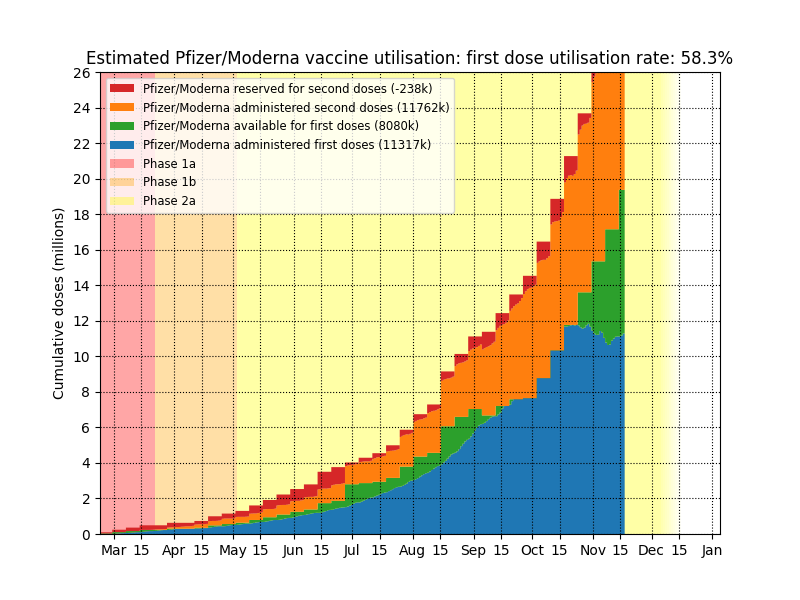 Estimated Pfizer/Moderna vaccine utilisation: first dose utilisation rate: 58.3%
Cumulative doses (millions)
26
24
22
20
18
16
14
12
10
8
6
4
2
0
Pfizer/Moderna reserved for second doses (-238k)
Pfizer/Moderna administered second doses (11762k)
Pfizer/Moderna available for first doses (8080k)
Pfizer/Moderna administered first doses (11317k)
Phase 1a
Phase 1b
Phase 2a
Mar 15 Apr 15 May 15 Jun 15 Jul 15 Aug 15 Sep 15 Oct 15 Nov 15 Dec 15 Jan